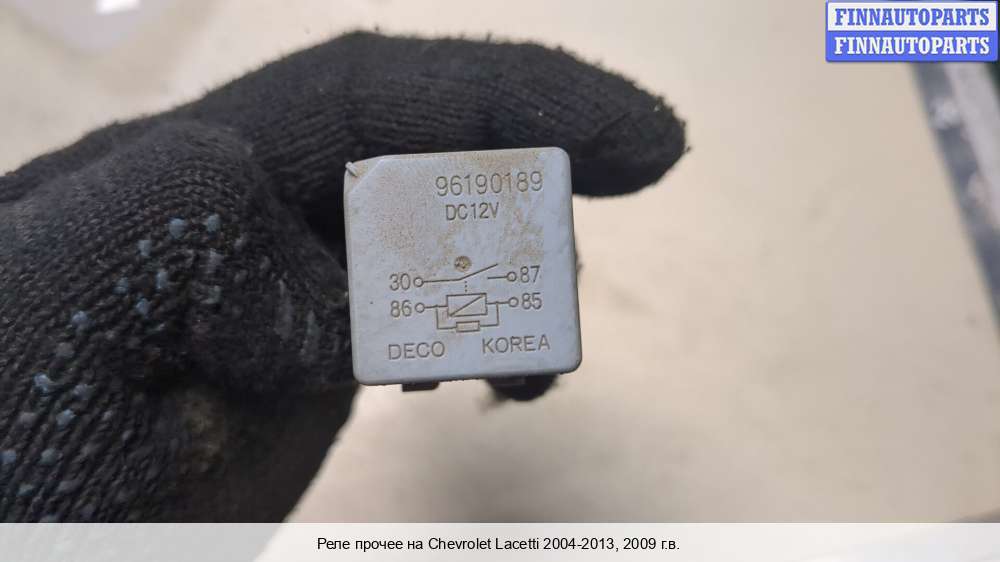 FINNAUTOPARTS
FINNAUTOPARTS
96190189
DC12V
30 87
86 85
DECO KOREA
Реле прочее на Chevrolet Lacetti 2004-2013, 2009 г.в.